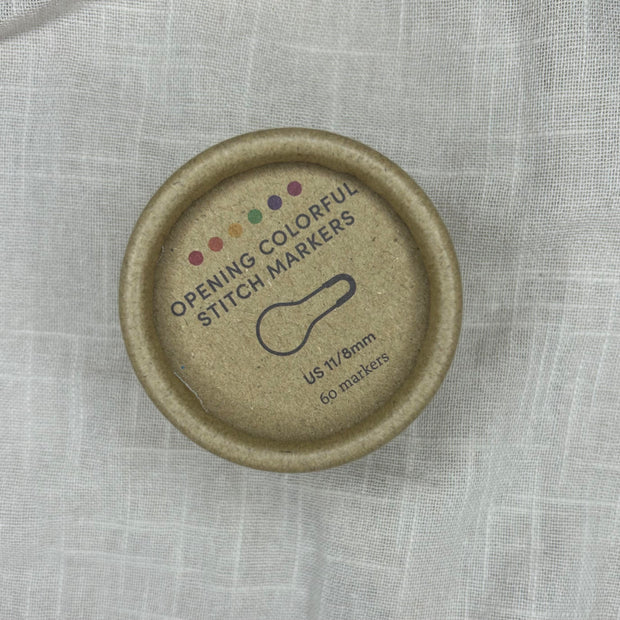 OPENING COLORFUL
STITCH MARKERS
US 11/8mm
60 markers